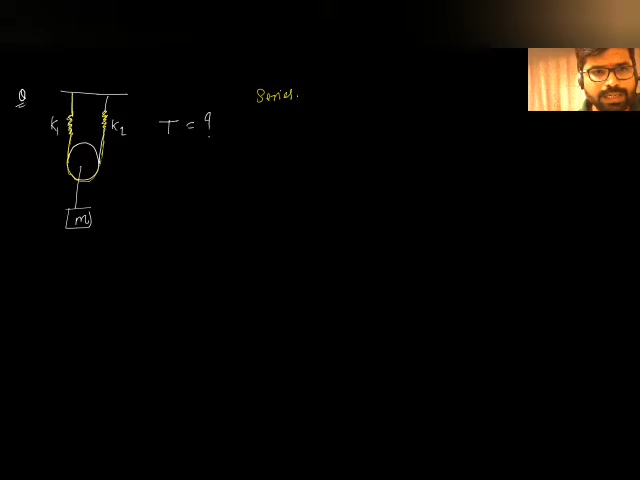 Q
Series.
K1 K2 T = ?
m